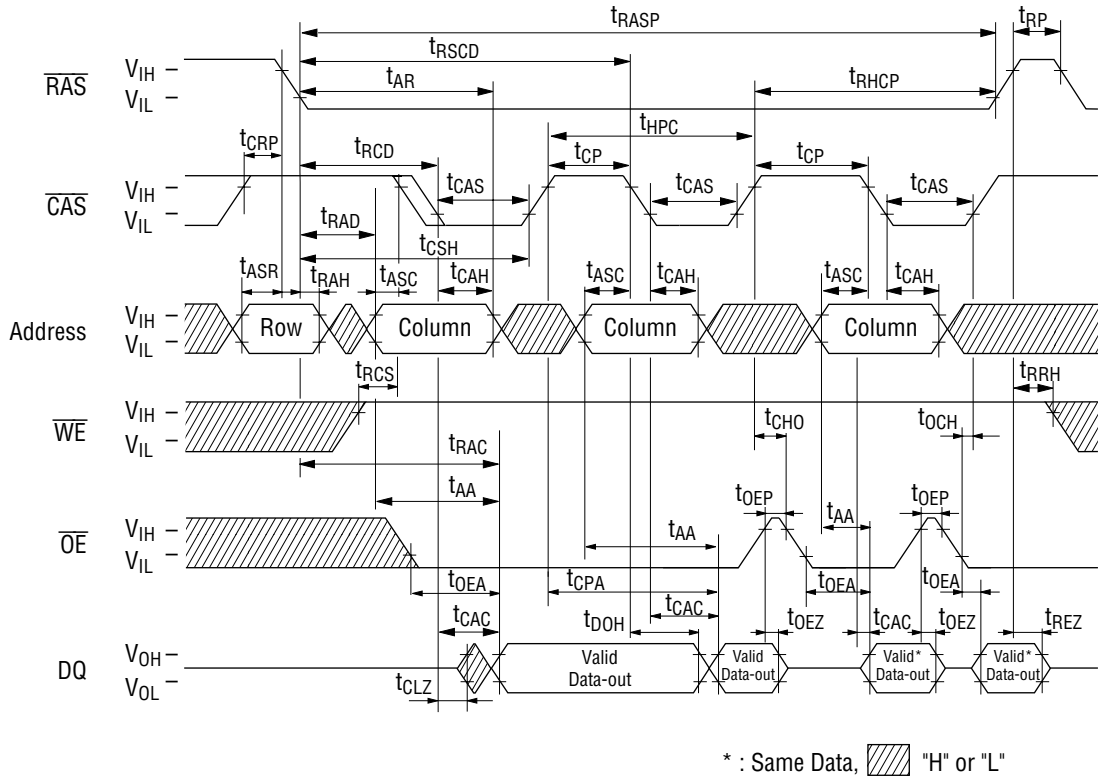 tRASP
tRP
tRSCD
tAR
tRHCP
RAS
VIH
VIL
tCRP
tRCD
tHPC
tCP
tCP
tCAS
tCAS
tCAS
CAS
VIH
VIL
tRAD
tCSH
tASR
tRAH
tASC
tCAH
tASC
tCAH
tASC
tCAH
Address
VIH
VIL
Row
Column
Column
Column
tRCS
tRRH
WE
VIH
VIL
tCHO
tOCH
tRAC
tAA
tOEP
tOEP
tAA
tAA
OE
VIH
VIL
tOEA
tCPA
tOEA
tOEA
tCAC
tDOH
tCAC
tOEZ
tCAC
tOEZ
tREZ
DQ
VOH
VOL
Valid
Data-out
Valid
Data-out
Valid*
Data-out
Valid*
Data-out
tCLZ
* : Same Data, "H" or "L"